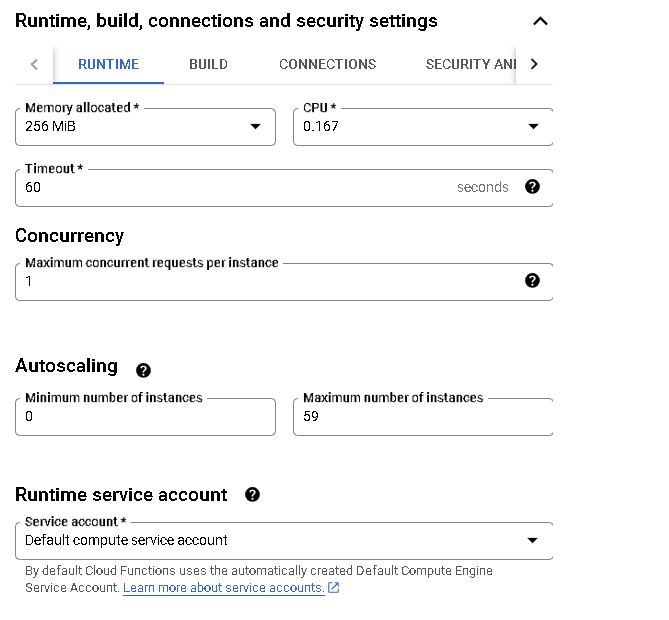 Runtime, build, connections and security settings
RUNTIME BUILD CONNECTIONS SECURITY AN
Memory allocated * CPU *
256 MiB 0.167
Timeout *
60 seconds
Concurrency
Maximum concurrent requests per instance
1
Autoscaling
Minimum number of instances Maximum number of instances
0 59
Runtime service account
Service account *
Default compute service account
By default Cloud Functions uses the automatically created Default Compute Engine
Service Account. Learn more about service accounts.